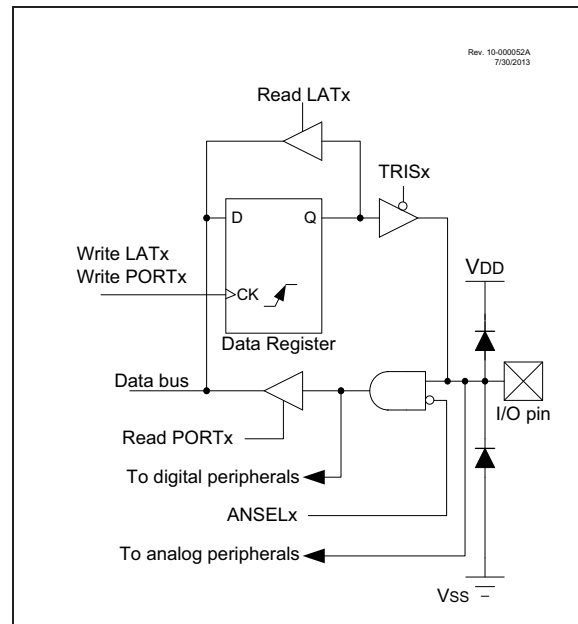 Rev. 10-000052A
7/30/2013
Read LATx
TRISx
D
Q
Write LATx
Write PORTx
CK
VDD
Data Register
Data bus
I/O pin
Read PORTx
To digital peripherals
ANSELx
To analog peripherals
VSS